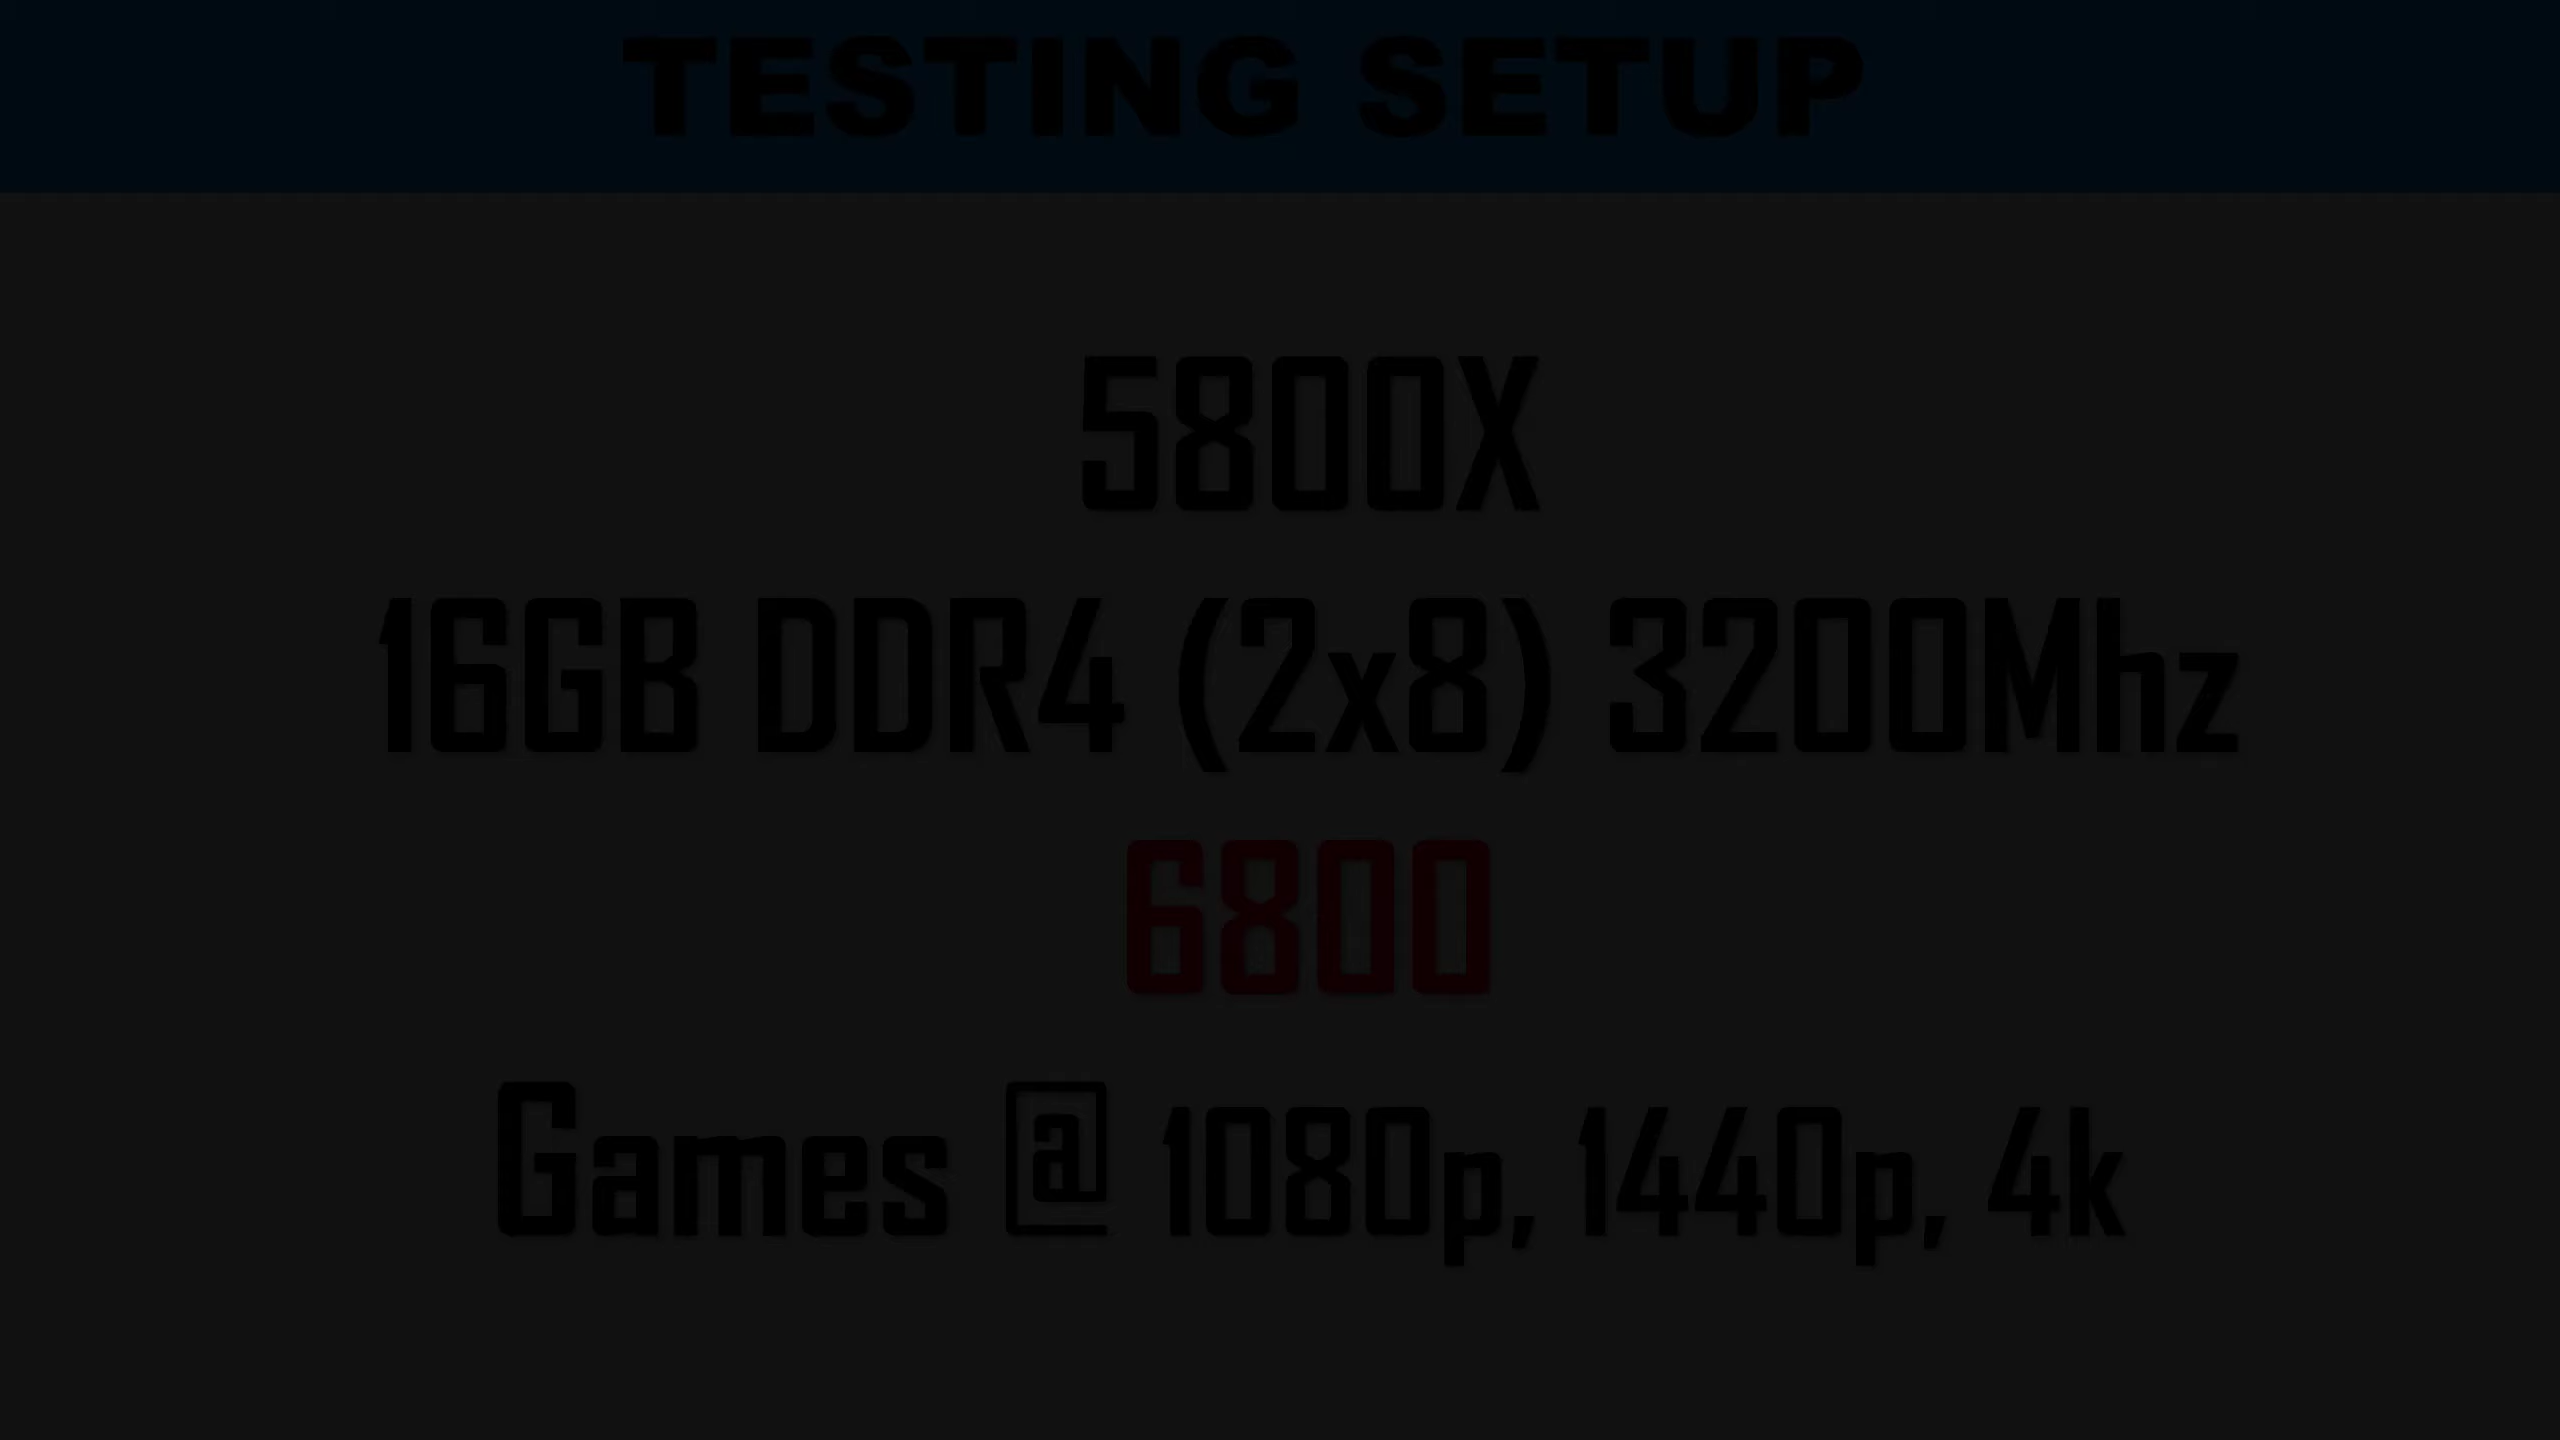 TESTING SETUP
5800X
16GB DDR4 (2x8) 3200Mhz
6800
Games @ 1080p, 1440p, 4k